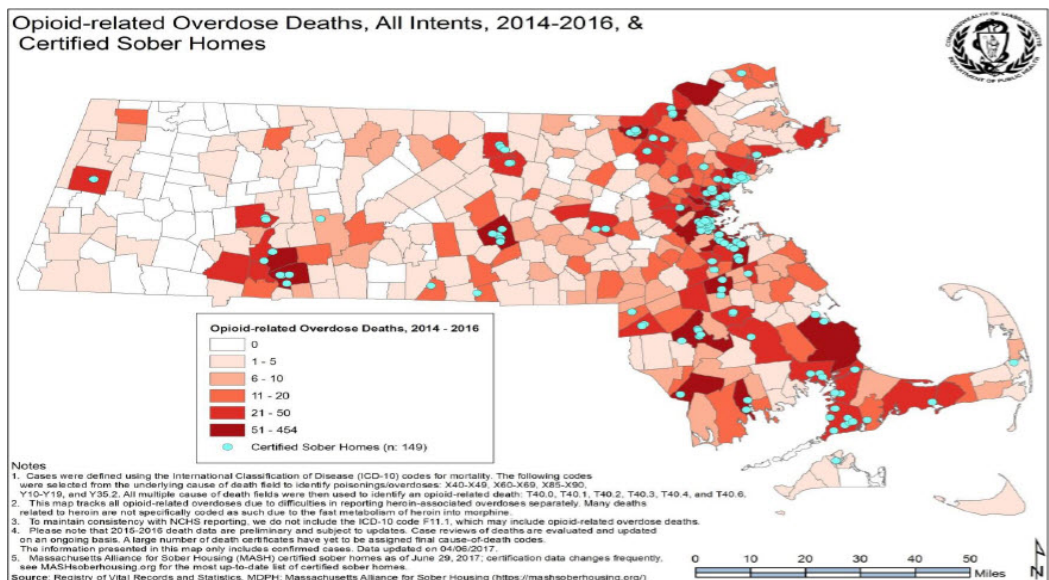 Opioid-related Overdose Deaths, All Intents, 2014-2016, &
Certified Sober Homes
COMMONWEALTH OF MASSACHUSETTS
DEPARTMENT OF PUBLIC HEALTH
Opioid-related Overdose Deaths, 2014 - 2016
0
1 - 5
6 - 10
11 - 20
21 - 50
51 - 454
Certified Sober Homes (n: 149)
Notes
1. Cases were defined using the International Classification of Disease (ICD-10) codes for mortality. The following codes
were selected from the underlying cause of death field to identify poisonings/overdoses: X40-X49, X60-X69, X85-X90,
Y10-Y19, and Y35.2. All multiple cause of death fields were then used to identify an opioid-related death: T40.0, T40.1, T40.2, T40.3, T40.4, and T40.6.
2. This map tracks all opioid-related overdoses due to difficulties in reporting heroin-associated overdoses separately. Many deaths
related to heroin are not specifically coded as such due to the fast metabolism of heroin into morphine.
3. To maintain consistency with NCHS reporting, we do not include the ICD-10 code F11.1, which may include opioid-related overdose deaths.
4. Please note that 2015-2016 death data are preliminary and subject to updates. Case reviews of deaths are evaluated and updated
on an ongoing basis. A large number of death certificates have yet to be assigned final cause-of-death codes.
The information presented in this map only includes confirmed cases. Data updated on 04/06/2017.
5. Massachusetts Alliance for Sober Housing (MASH) certified sober homes as of June 29, 2017; certification data changes frequently,
see MASHsoberhousing.org for the most up-to-date list of certified sober homes.
Source: Registry of Vital Records and Statistics, MDPH; Massachusetts Alliance for Sober Housing (https://mashsoberhousing.org/)
0 10 20 30 40 50
Miles
N